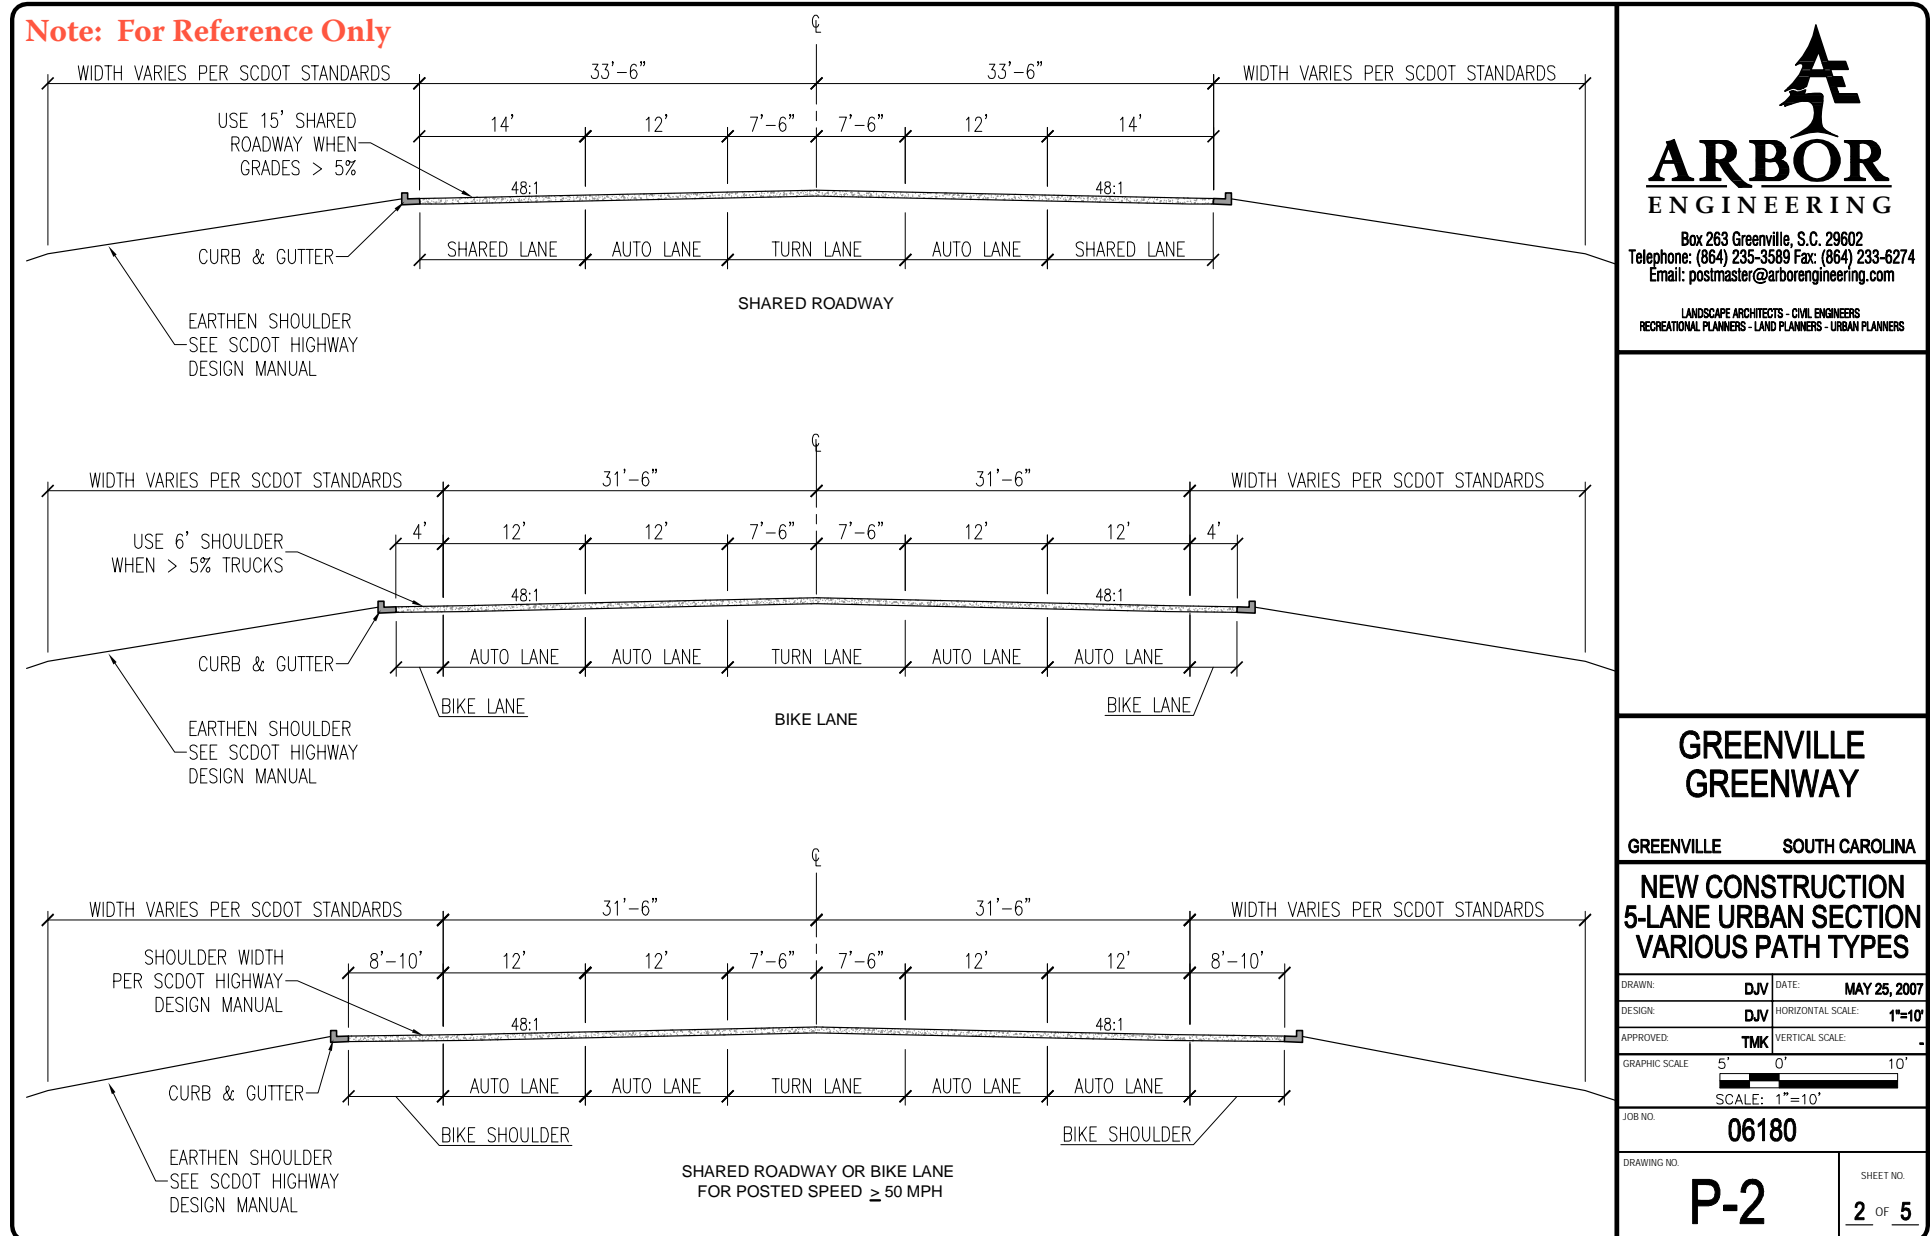 Note: For Reference Only
℄
WIDTH VARIES PER SCDOT STANDARDS
33'-6"
33'-6"
WIDTH VARIES PER SCDOT STANDARDS
USE 15' SHARED
ROADWAY WHEN
GRADES > 5%
14'
12'
7'-6"
7'-6"
12'
14'
48:1
48:1
CURB & GUTTER
SHARED LANE
AUTO LANE
TURN LANE
AUTO LANE
SHARED LANE
SHARED ROADWAY
EARTHEN SHOULDER
SEE SCDOT HIGHWAY
DESIGN MANUAL
℄
WIDTH VARIES PER SCDOT STANDARDS
31'-6"
31'-6"
WIDTH VARIES PER SCDOT STANDARDS
USE 6' SHOULDER
WHEN > 5% TRUCKS
4'
12'
12'
7'-6"
7'-6"
12'
12'
4'
48:1
48:1
CURB & GUTTER
AUTO LANE
AUTO LANE
TURN LANE
AUTO LANE
AUTO LANE
BIKE LANE
BIKE LANE
BIKE LANE
EARTHEN SHOULDER
SEE SCDOT HIGHWAY
DESIGN MANUAL
℄
WIDTH VARIES PER SCDOT STANDARDS
31'-6"
31'-6"
WIDTH VARIES PER SCDOT STANDARDS
SHOULDER WIDTH
PER SCDOT HIGHWAY
DESIGN MANUAL
8'-10'
12'
12'
7'-6"
7'-6"
12'
12'
8'-10'
48:1
48:1
CURB & GUTTER
AUTO LANE
AUTO LANE
TURN LANE
AUTO LANE
AUTO LANE
BIKE SHOULDER
BIKE SHOULDER
EARTHEN SHOULDER
SEE SCDOT HIGHWAY
DESIGN MANUAL
SHARED ROADWAY OR BIKE LANE
FOR POSTED SPEED ≥ 50 MPH
ARBOR
ENGINEERING
Box 263 Greenville, S.C. 29602
Telephone: (864) 235-3589 Fax: (864) 233-6274
Email: postmaster@arborengineering.com
LANDSCAPE ARCHITECTS - CIVIL ENGINEERS
RECREATIONAL PLANNERS - LAND PLANNERS - URBAN PLANNERS
GREENVILLE
GREENWAY
GREENVILLE SOUTH CAROLINA
NEW CONSTRUCTION
5-LANE URBAN SECTION
VARIOUS PATH TYPES
DRAWN: DJV DATE: MAY 25, 2007
DESIGN: DJV HORIZONTAL SCALE: 1"=10'
APPROVED: TMK VERTICAL SCALE: -
GRAPHIC SCALE 5' 0' 10'
SCALE: 1"=10'
JOB NO.
06180
DRAWING NO.
P-2
SHEET NO.
2 OF 5